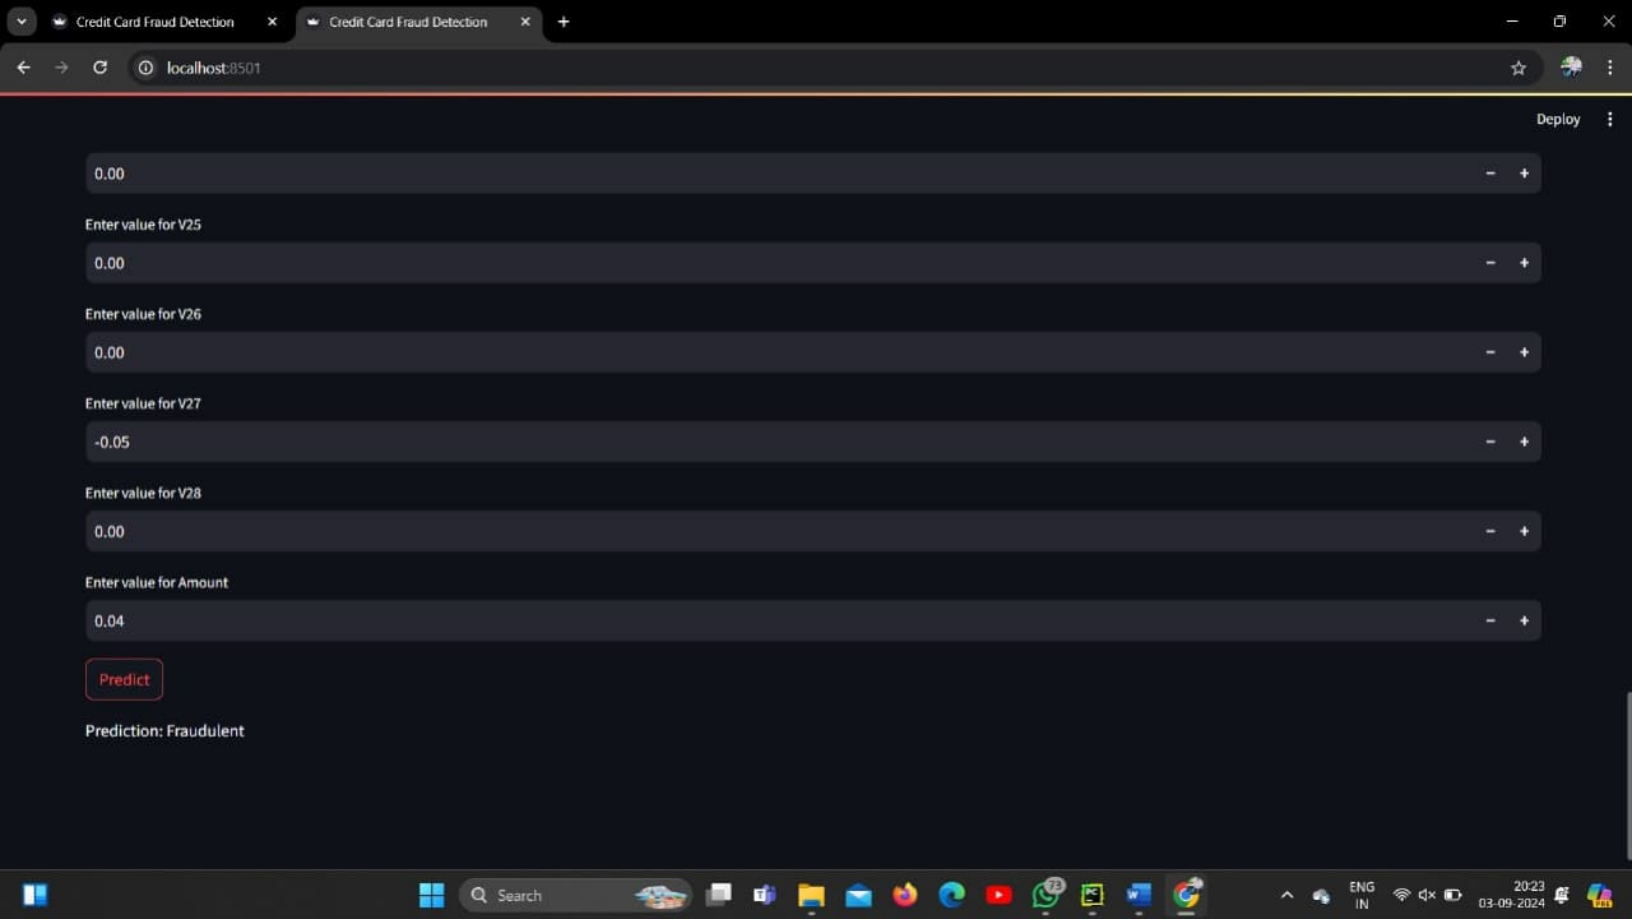 Credit Card Fraud Detection
Credit Card Fraud Detection
localhost:8501
Deploy
0.00
Enter value for V25
0.00
Enter value for V26
0.00
Enter value for V27
-0.05
Enter value for V28
0.00
Enter value for Amount
0.04
Predict
Prediction: Fraudulent
Search
73
ENG
IN
20:23
03-09-2024